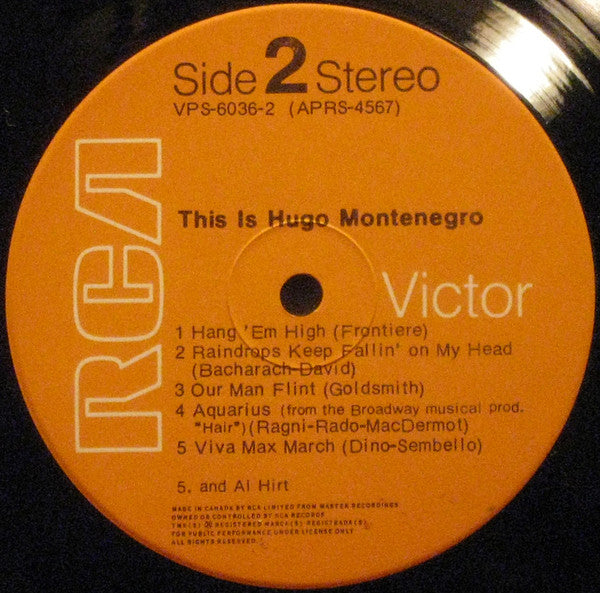 Side 2 Stereo
VPS-6036-2 (APRS-4567)
RCA
This Is Hugo Montenegro
Victor
1 Hang 'Em High (Frontiere)
2 Raindrops Keep Fallin' on My Head
(Bacharach-David)
3 Our Man Flint (Goldsmith)
4 Aquarius (from the Broadway musical prod.
"Hair") (Ragni-Rado-MacDermot)
5 Viva Max March (Dino-Sembello)
5. and Al Hirt
MADE IN CANADA BY RCA LIMITED FROM MASTER RECORDINGS
OWNED OR CONTROLLED BY RCA RECORDS
TMK(S) ® REGISTERED MARCA(S) REGISTRADA(S)
FOR PUBLIC PERFORMANCE UNDER LICENSE ONLY
ALL RIGHTS RESERVED